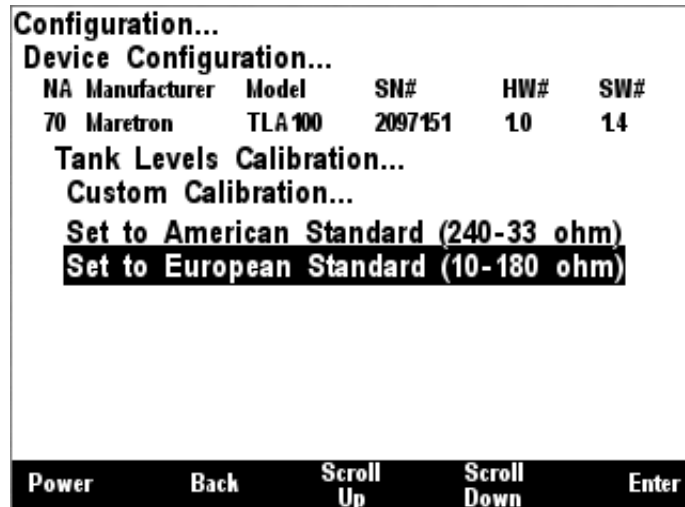 Configuration...
Device Configuration...
NA Manufacturer Model SN# HW# SW#
70 Maretron TLA100 2097151 1.0 1.4
Tank Levels Calibration...
Custom Calibration...
Set to American Standard (240-33 ohm)
Set to European Standard (10-180 ohm)
Power Back Scroll Up Scroll Down Enter